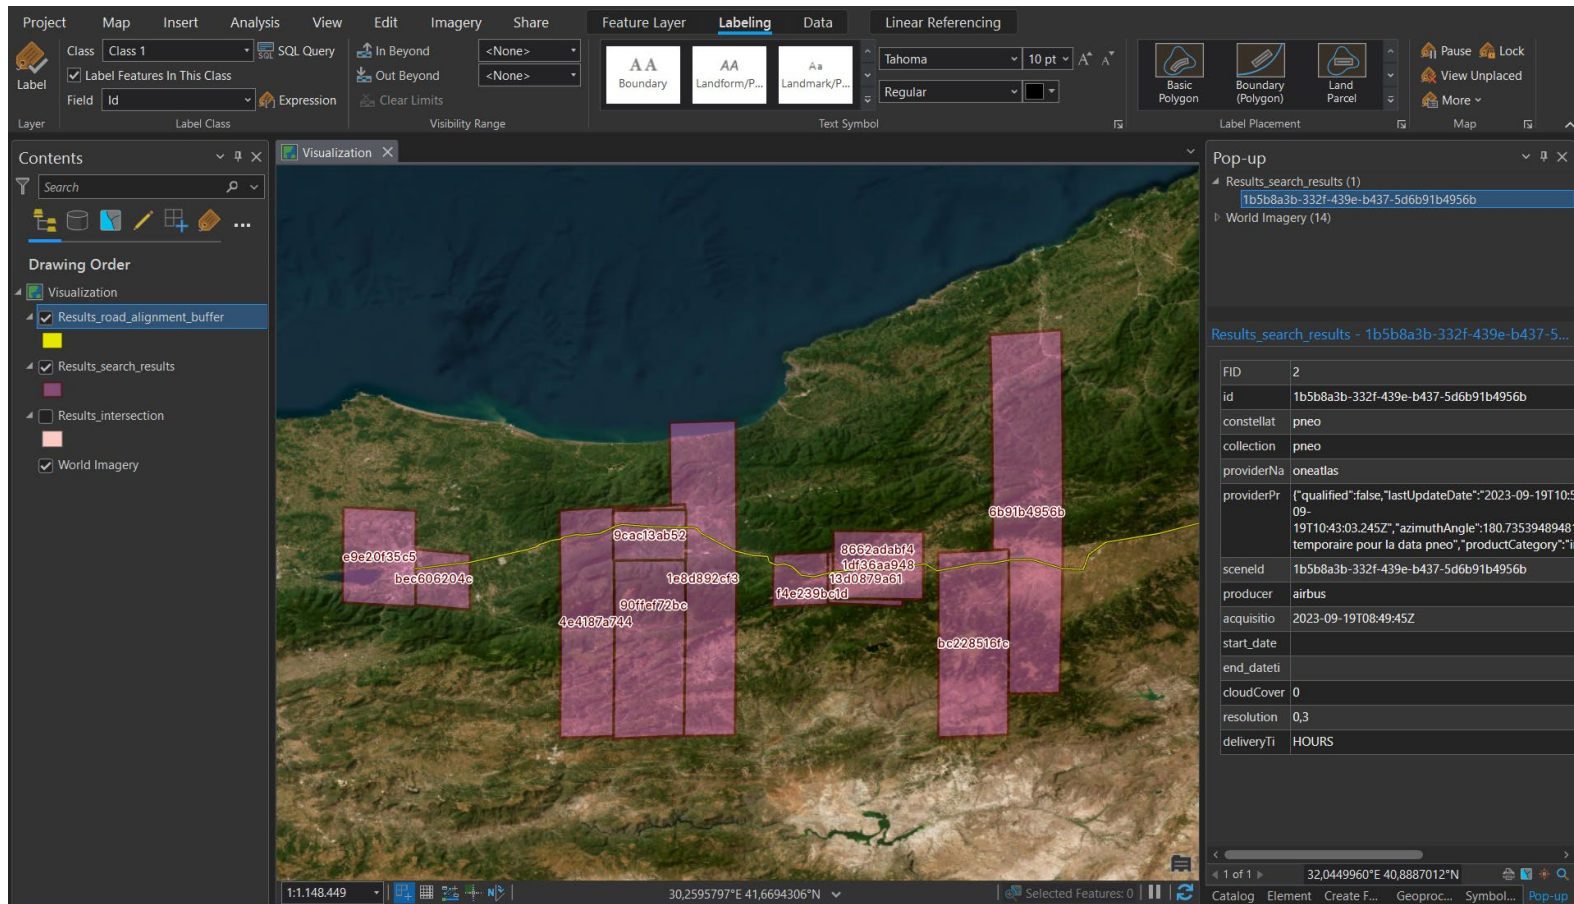 Project Map Insert Analysis View Edit Imagery Share Feature Layer Labeling Data Linear Referencing
Label
Layer
Class Class 1 SQL SQL Query
Label Features In This Class
Field Id Expression
Label Class
In Beyond <None>
Out Beyond <None>
Clear Limits
Visibility Range
AA
Boundary
AA
Landform/P...
Aa
Landmark/P...
Tahoma 10 pt
Regular
Text Symbol
Basic
Polygon
Boundary
(Polygon)
Land
Parcel
Label Placement
Pause Lock
View Unplaced
More
Map
Contents
Search
Drawing Order
Visualization
Results_road_alignment_buffer
Results_search_results
Results_intersection
World Imagery
Visualization
6b91b4956b
9cac13ab52
e9e20f35c5
8662adabf4
1df36aa948
bec606204c
1e8d892cf3
13d0879a61
f4e239bc1d
90ffef72bc
4e4187a744
bc228516fc
1:1.148.449
30,2595797°E 41,6694306°N
Selected Features: 0
Pop-up
Results_search_results (1)
1b5b8a3b-332f-439e-b437-5d6b91b4956b
World Imagery (14)
Results_search_results - 1b5b8a3b-332f-439e-b437-5...
FID 2
id 1b5b8a3b-332f-439e-b437-5d6b91b4956b
constellat pneo
collection pneo
providerNa oneatlas
providerPr {"qualified":false,"lastUpdateDate":"2023-09-19T10:5
09-
19T10:43:03.245Z","azimuthAngle":180.73539489481
temporaire pour la data pneo","productCategory":"i
sceneId 1b5b8a3b-332f-439e-b437-5d6b91b4956b
producer airbus
acquisitio 2023-09-19T08:49:45Z
start_date
end_dateti
cloudCover 0
resolution 0,3
deliveryTi HOURS
1 of 1 32,0449960°E 40,8887012°N
Catalog Element Create F... Geoproc... Symbol... Pop-up